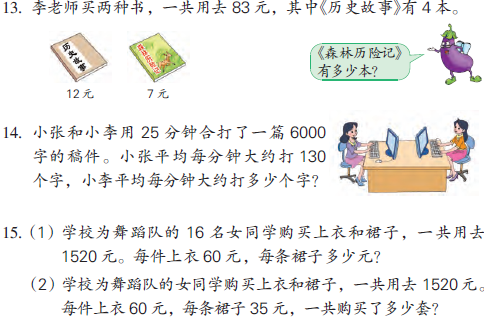 13. 李老师买两种书，一共用去 83 元，其中《历史故事》有 4 本。
历史故事
森林历险记
《森林历险记》
有多少本？
12 元
7 元
14. 小张和小李用 25 分钟合打了一篇 6000
字的稿件。小张平均每分钟大约打 130
个字，小李平均每分钟大约打多少个字？
15.（1）学校为舞蹈队的 16 名女同学购买上衣和裙子，一共用去
1520 元。每件上衣 60 元，每条裙子多少元？
（2）学校为舞蹈队的女同学购买上衣和裙子，一共用去 1520 元。
每件上衣 60 元，每条裙子 35 元，一共购买了多少套？